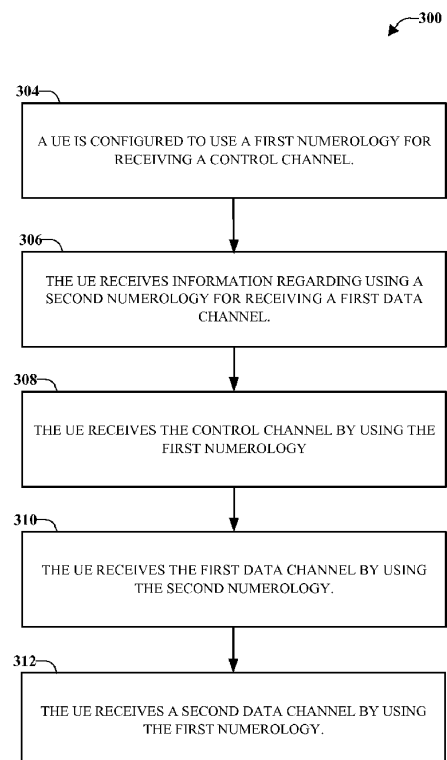 300
304
A UE IS CONFIGURED TO USE A FIRST NUMEROLOGY FOR
RECEIVING A CONTROL CHANNEL.
306
THE UE RECEIVES INFORMATION REGARDING USING A
SECOND NUMEROLOGY FOR RECEIVING A FIRST DATA
CHANNEL.
308
THE UE RECEIVES THE CONTROL CHANNEL BY USING THE
FIRST NUMEROLOGY
310
THE UE RECEIVES THE FIRST DATA CHANNEL BY USING
THE SECOND NUMEROLOGY.
312
THE UE RECEIVES A SECOND DATA CHANNEL BY USING
THE FIRST NUMEROLOGY.